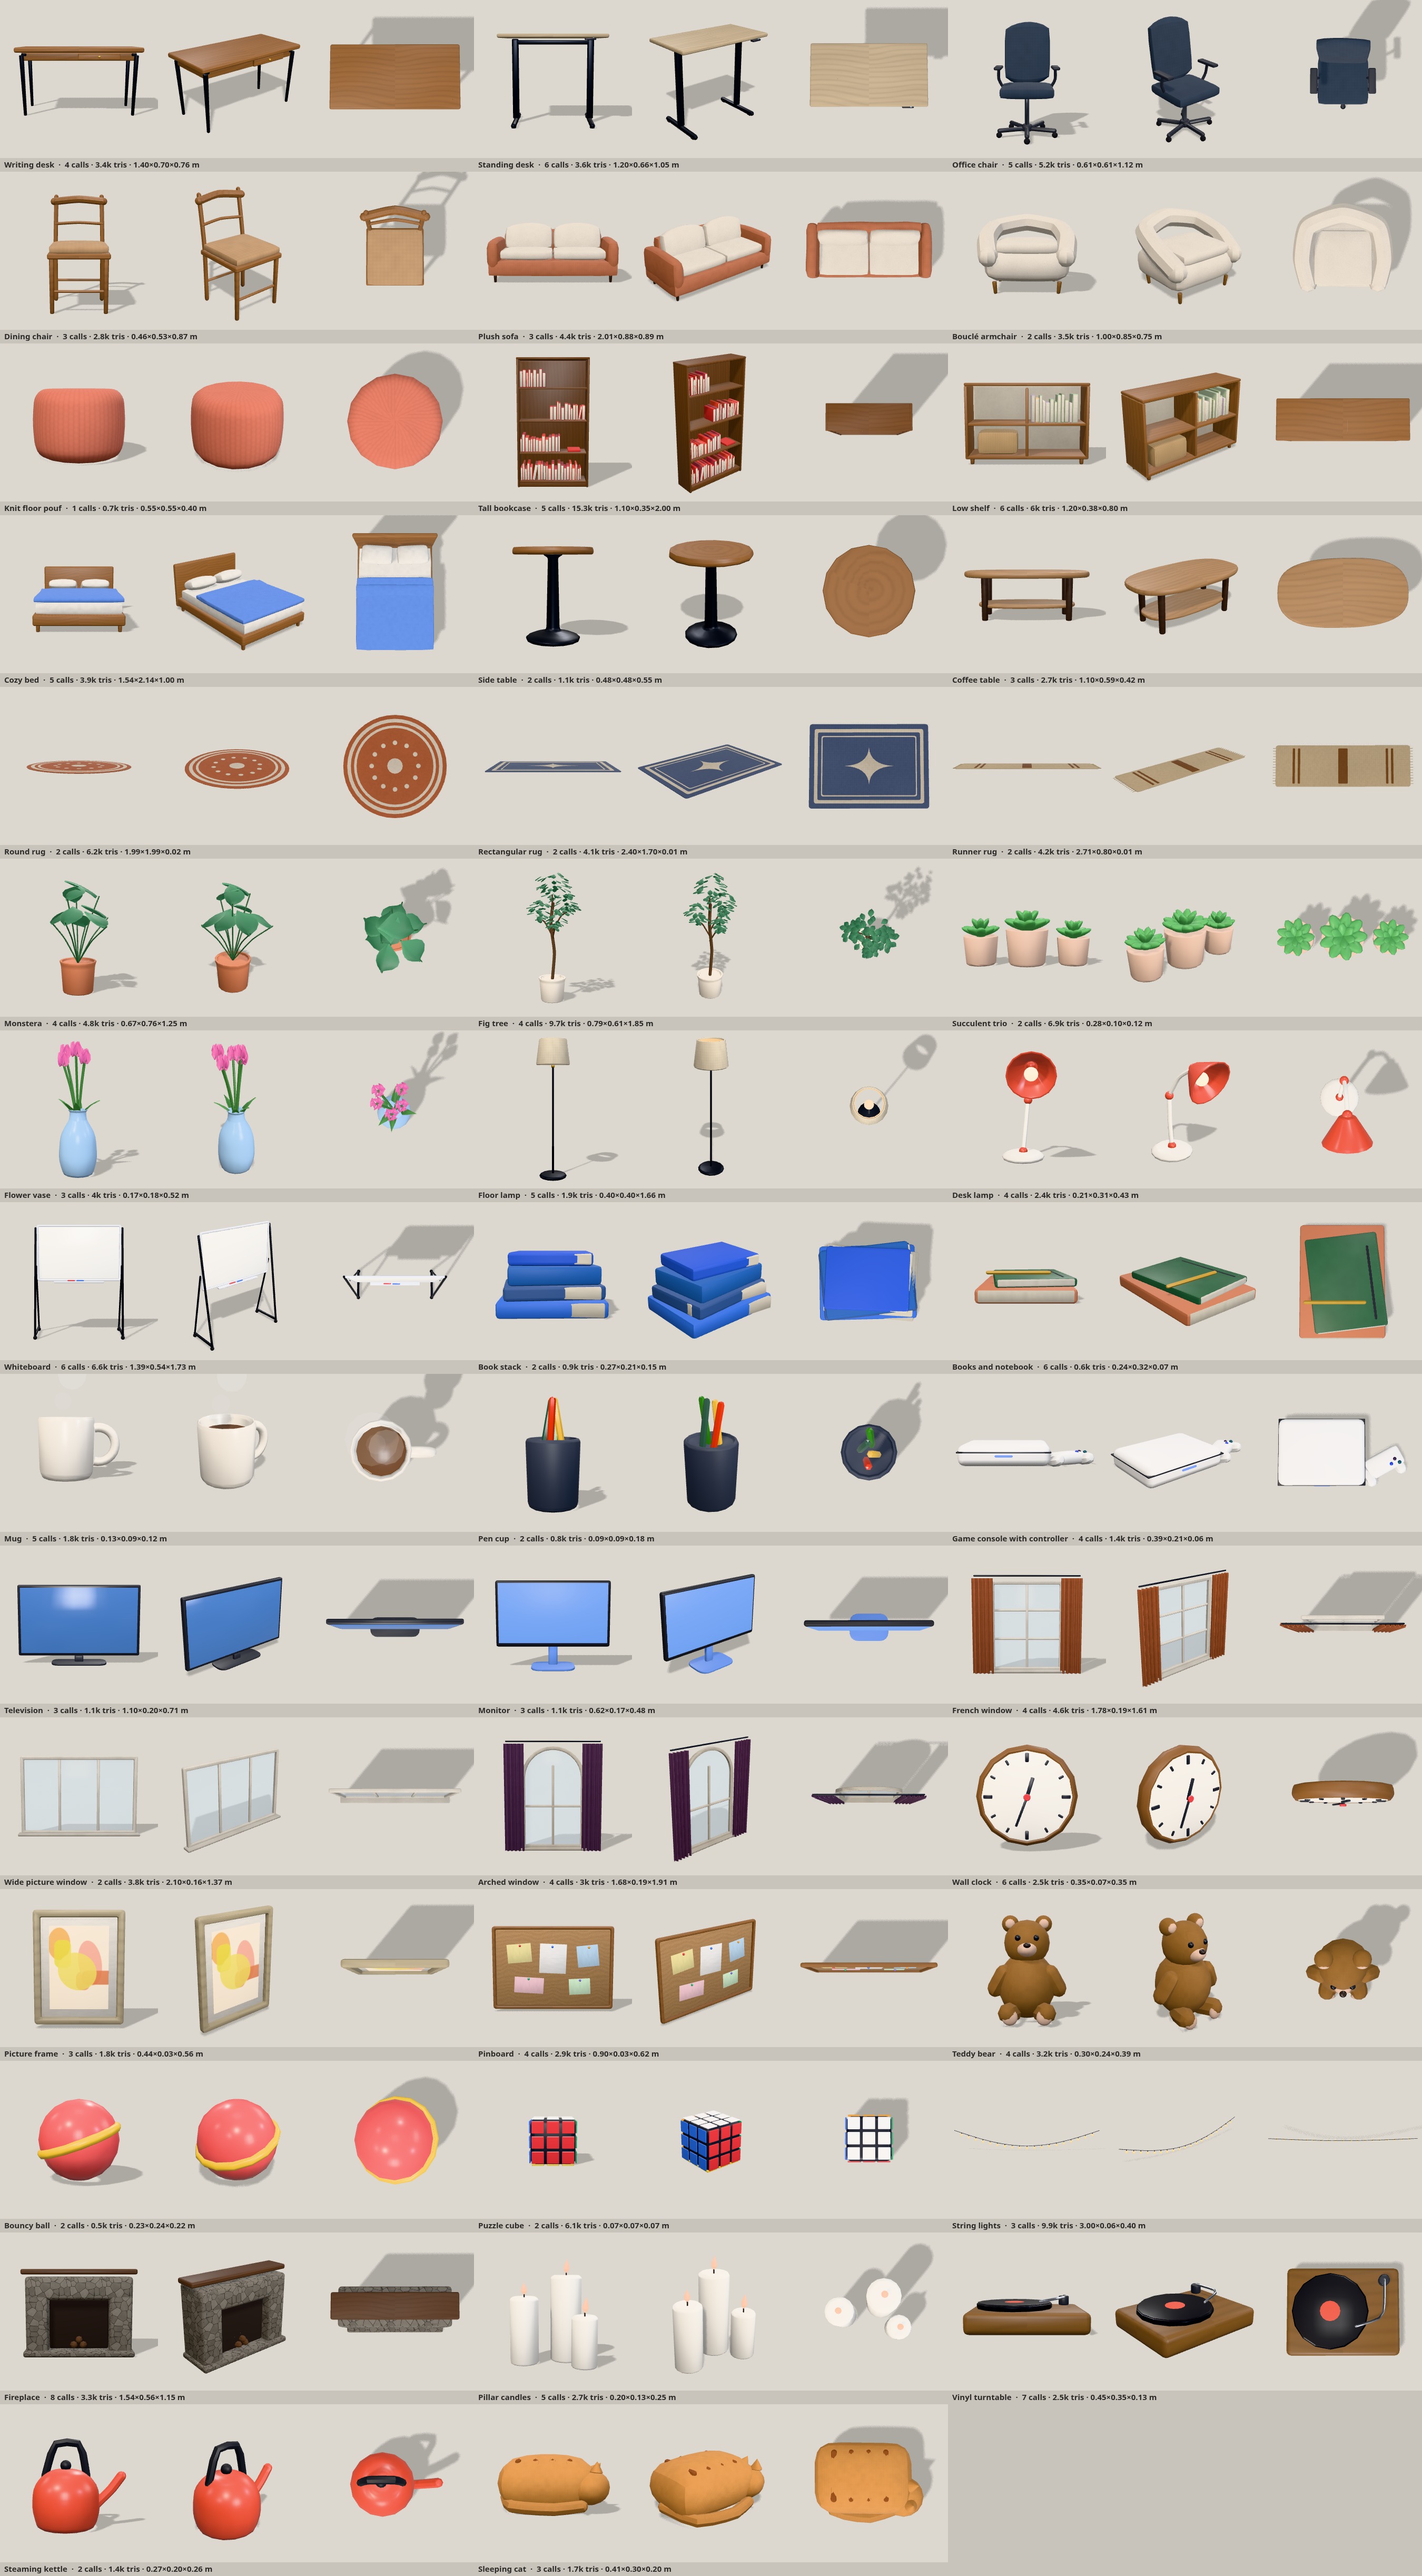 Writing desk · 4 calls · 3.4k tris · 1.40×0.70×0.76 m
Standing desk · 6 calls · 3.6k tris · 1.20×0.66×1.05 m
Office chair · 5 calls · 5.2k tris · 0.61×0.61×1.12 m
Dining chair · 3 calls · 2.8k tris · 0.46×0.53×0.87 m
Plush sofa · 3 calls · 4.4k tris · 2.01×0.88×0.89 m
Bouclé armchair · 2 calls · 3.5k tris · 1.00×0.85×0.75 m
Knit floor pouf · 1 calls · 0.7k tris · 0.55×0.55×0.40 m
Tall bookcase · 5 calls · 15.3k tris · 1.10×0.35×2.00 m
Low shelf · 6 calls · 6k tris · 1.20×0.38×0.80 m
Cozy bed · 5 calls · 3.9k tris · 1.54×2.14×1.00 m
Side table · 2 calls · 1.1k tris · 0.48×0.48×0.55 m
Coffee table · 3 calls · 2.7k tris · 1.10×0.59×0.42 m
Round rug · 2 calls · 6.2k tris · 1.99×1.99×0.02 m
Rectangular rug · 2 calls · 4.1k tris · 2.40×1.70×0.01 m
Runner rug · 2 calls · 4.2k tris · 2.71×0.80×0.01 m
Monstera · 4 calls · 4.8k tris · 0.67×0.76×1.25 m
Fig tree · 4 calls · 9.7k tris · 0.79×0.61×1.85 m
Succulent trio · 2 calls · 6.9k tris · 0.28×0.10×0.12 m
Flower vase · 3 calls · 4k tris · 0.17×0.18×0.52 m
Floor lamp · 5 calls · 1.9k tris · 0.40×0.40×1.66 m
Desk lamp · 4 calls · 2.4k tris · 0.21×0.31×0.43 m
Whiteboard · 6 calls · 6.6k tris · 1.39×0.54×1.73 m
Book stack · 2 calls · 0.9k tris · 0.27×0.21×0.15 m
Books and notebook · 6 calls · 0.6k tris · 0.24×0.32×0.07 m
Mug · 5 calls · 1.8k tris · 0.13×0.09×0.12 m
Pen cup · 2 calls · 0.8k tris · 0.09×0.09×0.18 m
Game console with controller · 4 calls · 1.4k tris · 0.39×0.21×0.06 m
Television · 3 calls · 1.1k tris · 1.10×0.20×0.71 m
Monitor · 3 calls · 1.1k tris · 0.62×0.17×0.48 m
French window · 4 calls · 4.6k tris · 1.78×0.19×1.61 m
Wide picture window · 2 calls · 3.8k tris · 2.10×0.16×1.37 m
Arched window · 4 calls · 3k tris · 1.68×0.19×1.91 m
Wall clock · 6 calls · 2.5k tris · 0.35×0.07×0.35 m
Picture frame · 3 calls · 1.8k tris · 0.44×0.03×0.56 m
Pinboard · 4 calls · 2.9k tris · 0.90×0.03×0.62 m
Teddy bear · 4 calls · 3.2k tris · 0.30×0.24×0.39 m
Bouncy ball · 2 calls · 0.5k tris · 0.23×0.24×0.22 m
Puzzle cube · 2 calls · 6.1k tris · 0.07×0.07×0.07 m
String lights · 3 calls · 9.9k tris · 3.00×0.06×0.40 m
Fireplace · 8 calls · 3.3k tris · 1.54×0.56×1.15 m
Pillar candles · 5 calls · 2.7k tris · 0.20×0.13×0.25 m
Vinyl turntable · 7 calls · 2.5k tris · 0.45×0.35×0.13 m
Steaming kettle · 2 calls · 1.4k tris · 0.27×0.20×0.26 m
Sleeping cat · 3 calls · 1.7k tris · 0.41×0.30×0.20 m